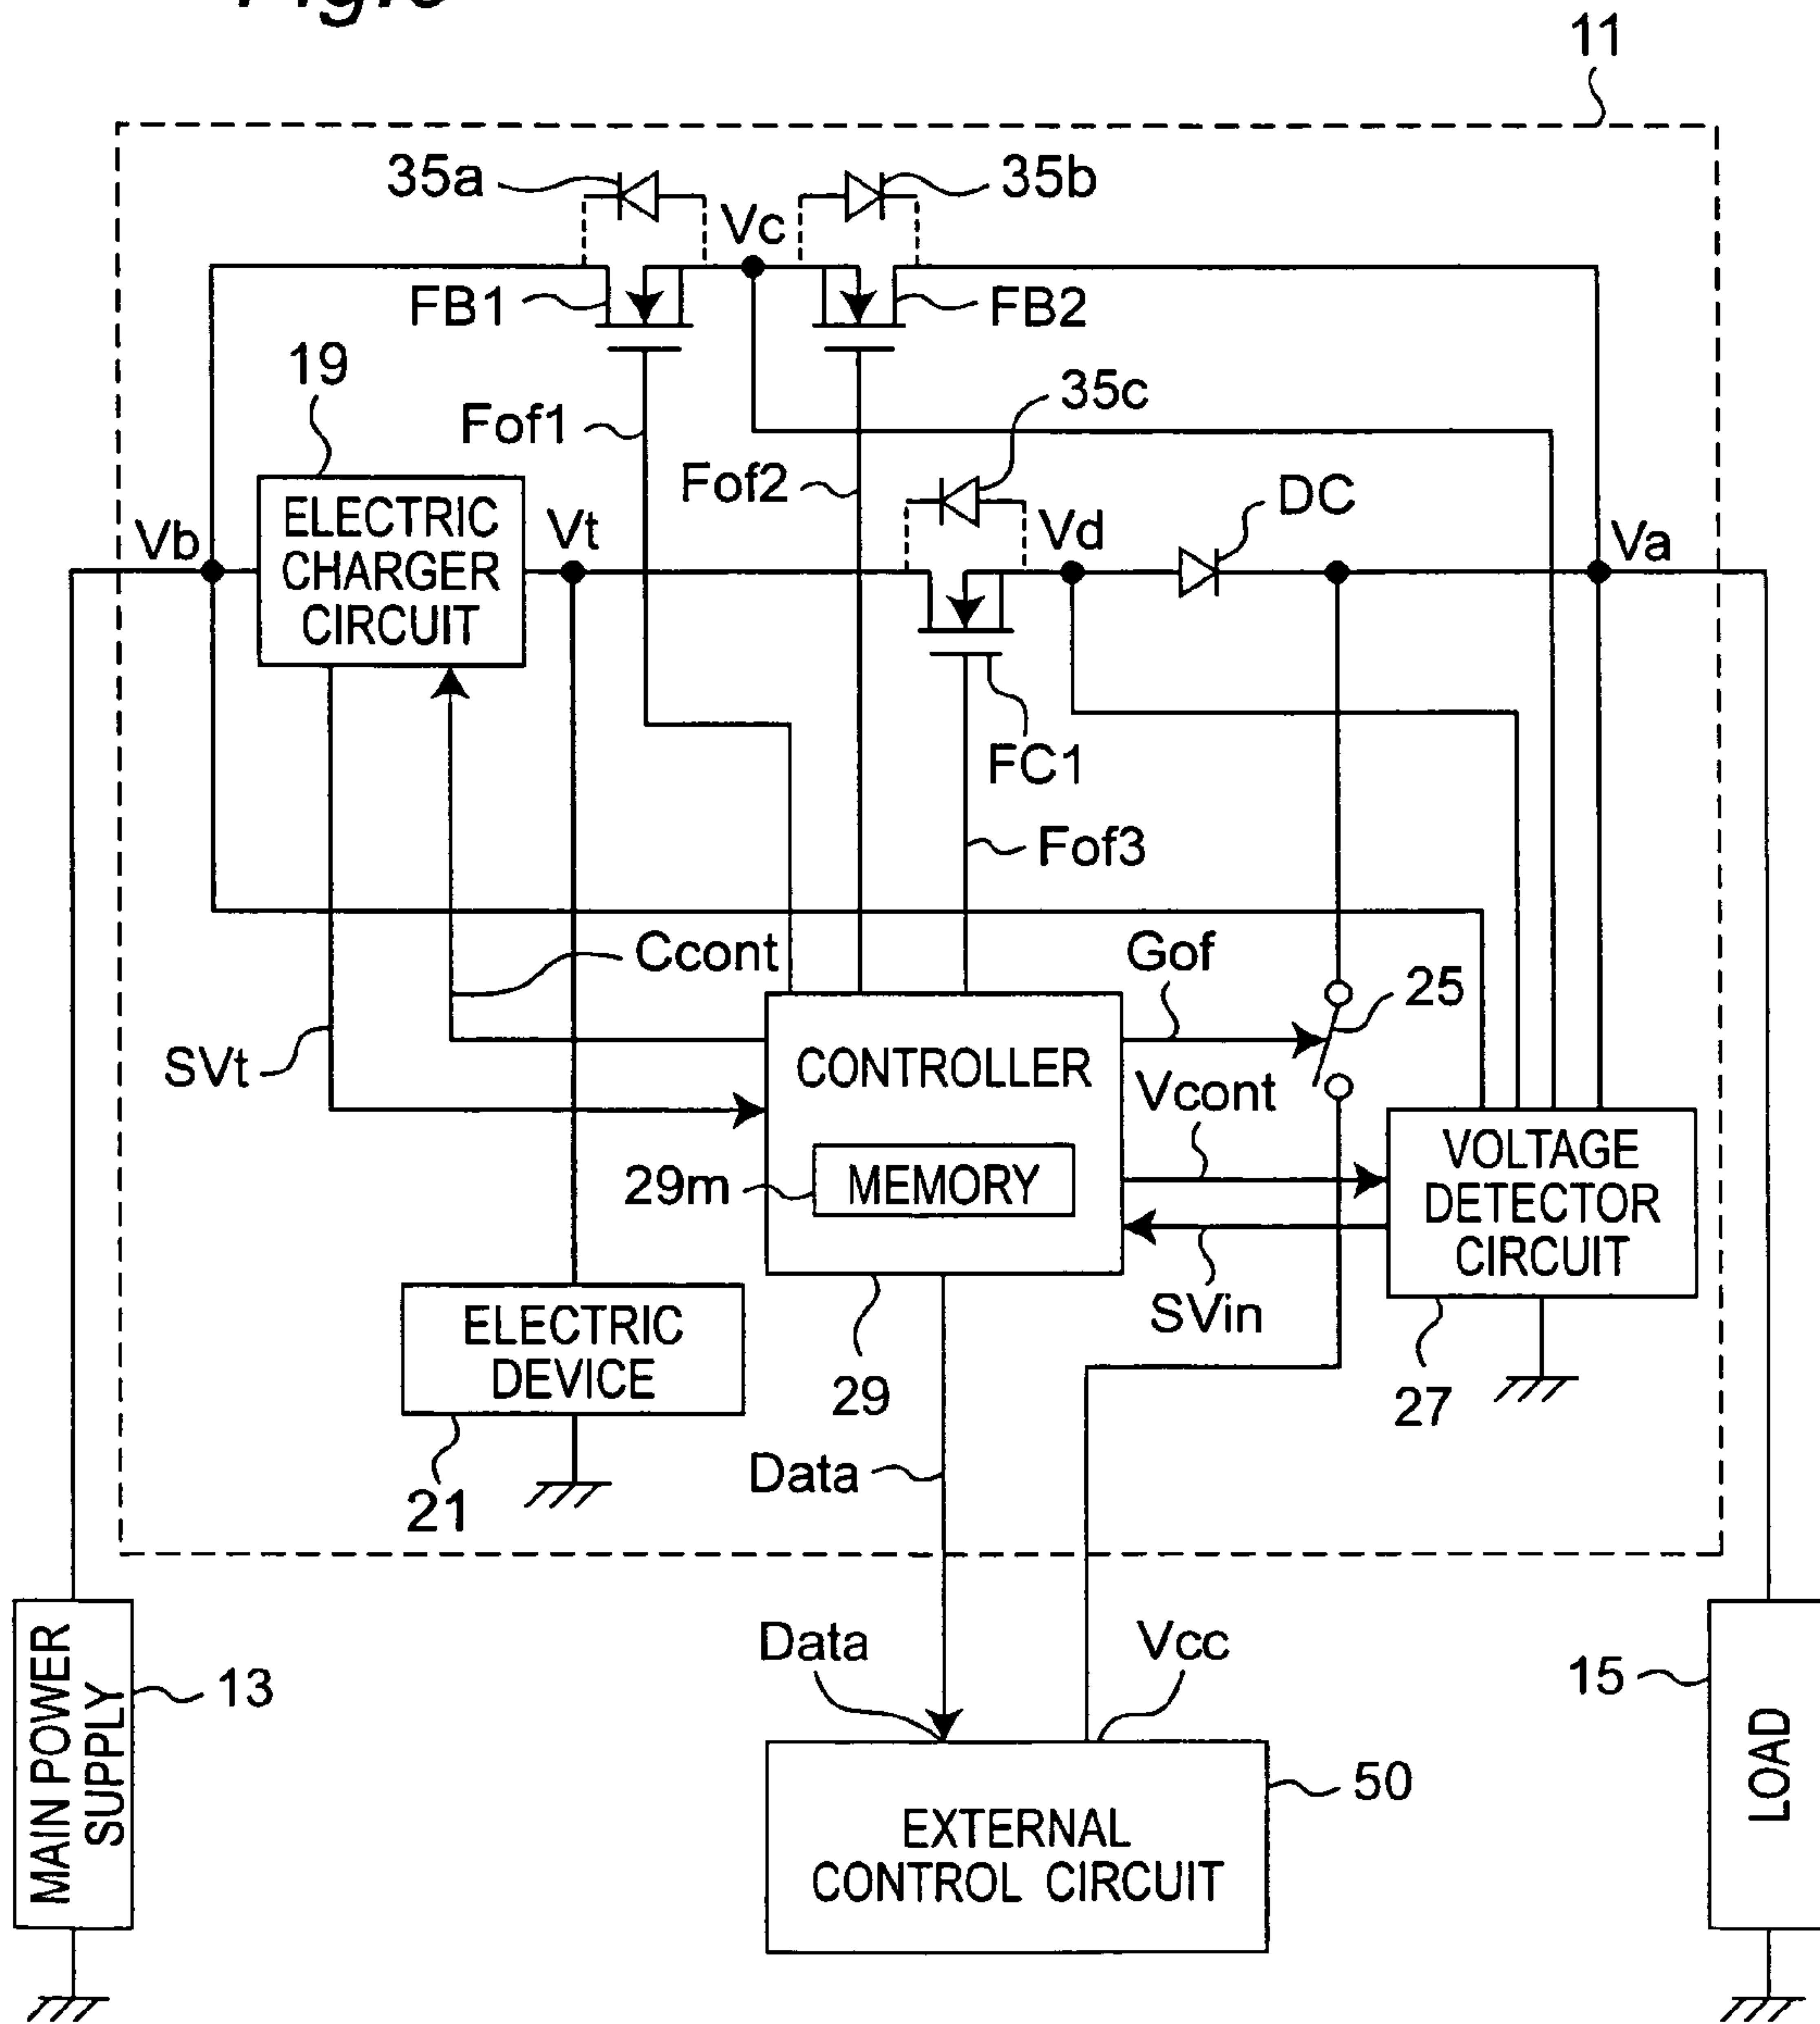 11
35a
35b
Vc
FB1
FB2
19
35c
Fof1
Fof2
DC
Vb
ELECTRIC
CHARGER
CIRCUIT
Vt
Vd
Va
FC1
Fof3
Ccont
Gof
25
SVt
CONTROLLER
Vcont
29m
MEMORY
VOLTAGE
DETECTOR
CIRCUIT
SVin
ELECTRIC
DEVICE
29
27
21
Data
Data
Vcc
MAIN POWER
SUPPLY
13
15
LOAD
50
EXTERNAL
CONTROL CIRCUIT